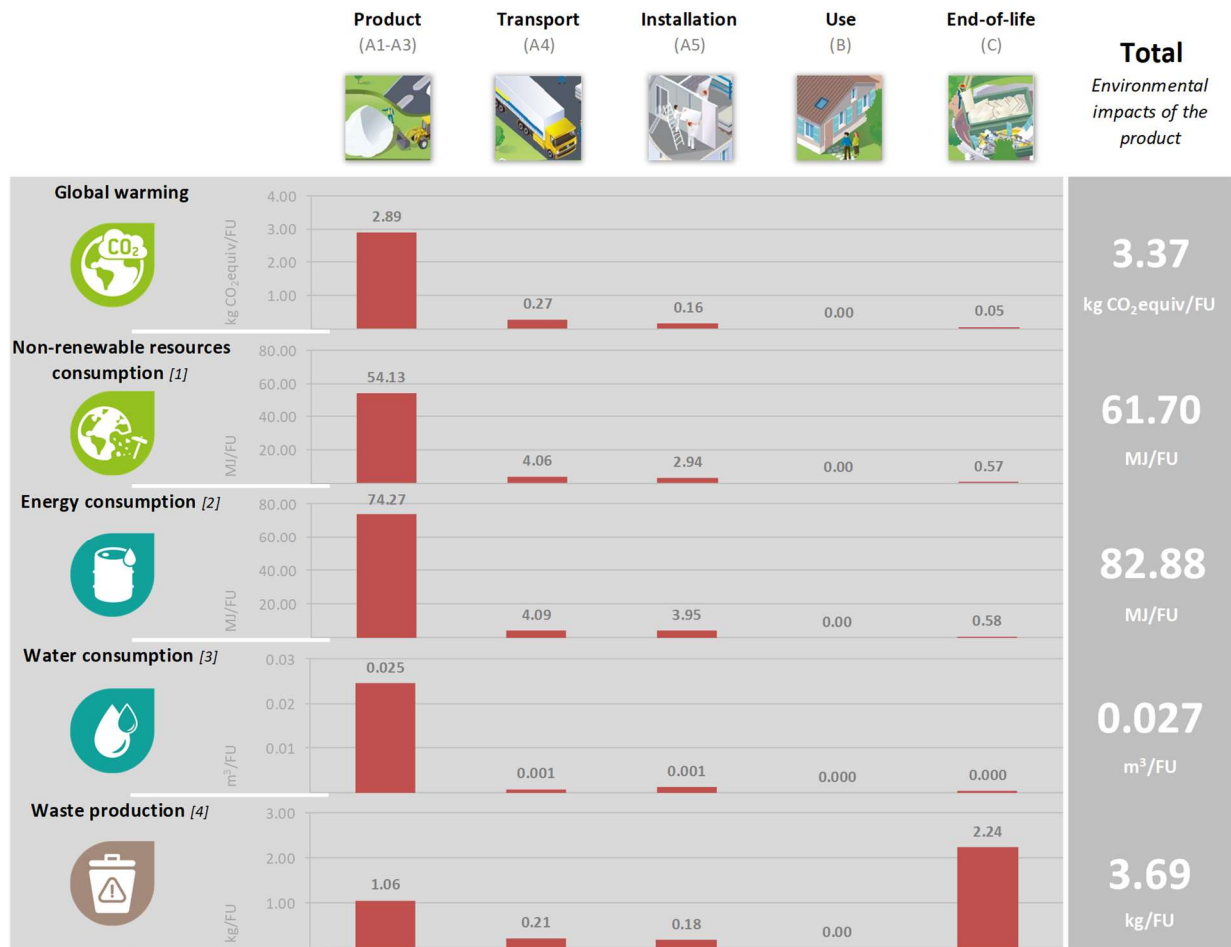 Product
Transport
Installation
Use
End-of-life
(A1-A3)
(A4)
(A5)
(B)
(C)
Total
Environmental
impacts of the
product
Global warming
CO2
kg CO2equiv/FU
4.00
3.00
2.00
1.00
2.89
0.27
0.16
0.00
0.05
3.37
kg CO2equiv/FU
Non-renewable resources
consumption [1]
MJ/FU
80.00
60.00
40.00
20.00
54.13
4.06
2.94
0.00
0.57
61.70
MJ/FU
Energy consumption [2]
MJ/FU
80.00
60.00
40.00
20.00
74.27
4.09
3.95
0.00
0.58
82.88
MJ/FU
Water consumption [3]
m³/FU
0.03
0.02
0.01
0.025
0.001
0.001
0.000
0.000
0.027
m³/FU
Waste production [4]
kg/FU
3.00
2.00
1.00
1.06
0.21
0.18
0.00
2.24
3.69
kg/FU